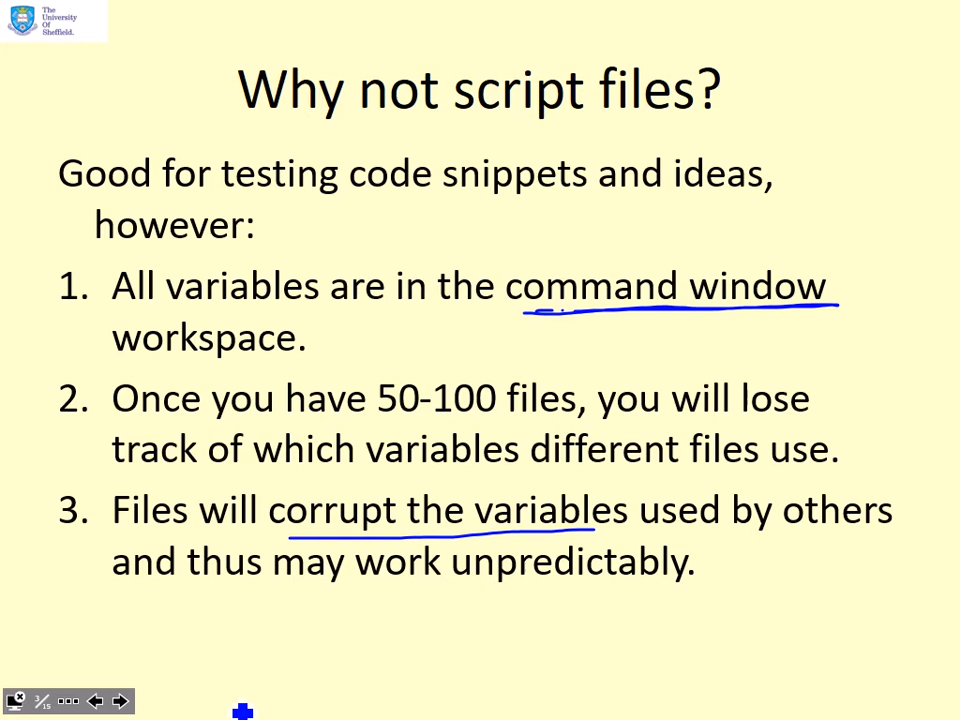 The
University
Of
Sheffield.
Why not script files?
Good for testing code snippets and ideas,
however:
1. All variables are in the command window
workspace.
2. Once you have 50-100 files, you will lose
track of which variables different files use.
3. Files will corrupt the variables used by others
and thus may work unpredictably.
3/15